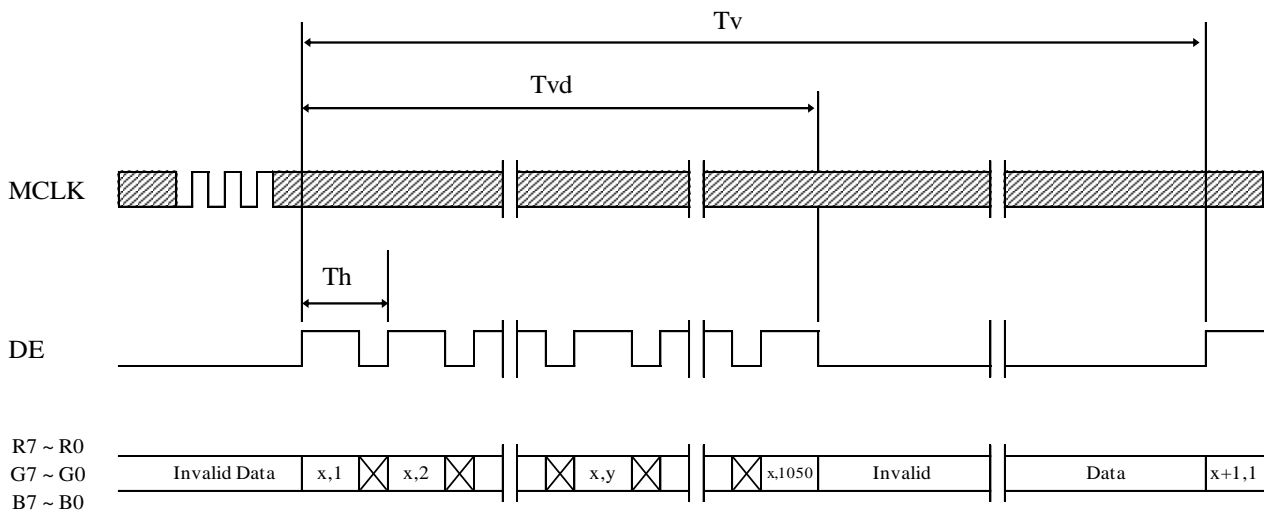 Tv
Tvd
MCLK
Th
DE
R7 ~ R0
G7 ~ G0
B7 ~ B0
Invalid Data x,1 x,2 x,y x,1050 Invalid Data x+1,1